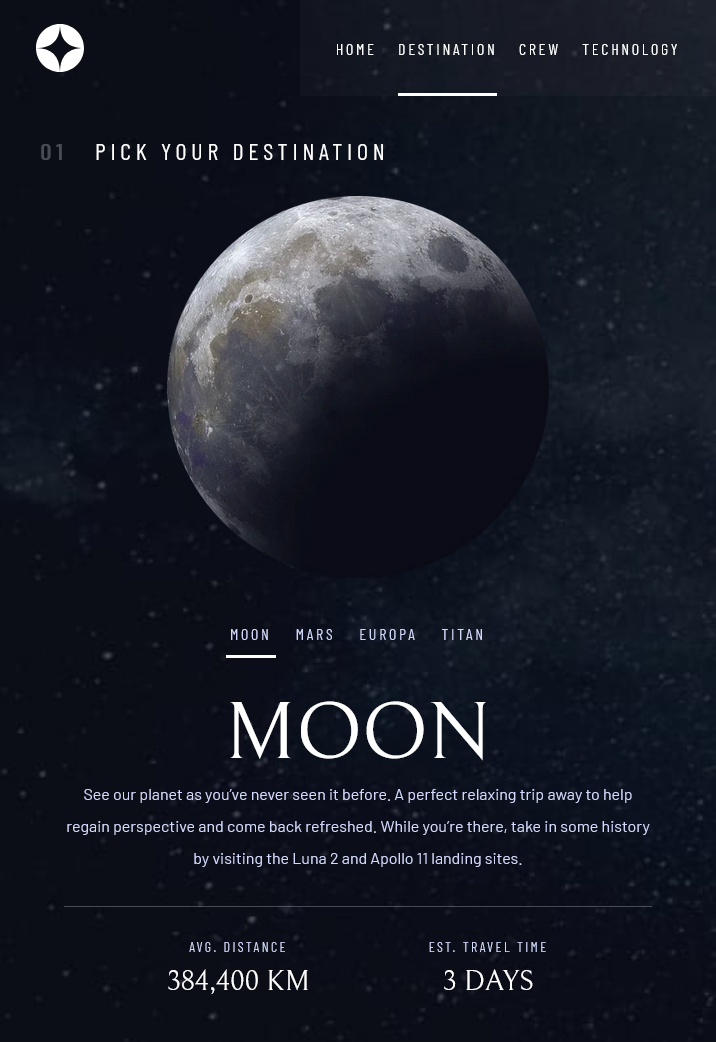 HOME DESTINATION CREW TECHNOLOGY
01 PICK YOUR DESTINATION
MOON MARS EUROPA TITAN
MOON
See our planet as you’ve never seen it before. A perfect relaxing trip away to help
regain perspective and come back refreshed. While you’re there, take in some history
by visiting the Luna 2 and Apollo 11 landing sites.
AVG. DISTANCE EST. TRAVEL TIME
384,400 KM 3 DAYS